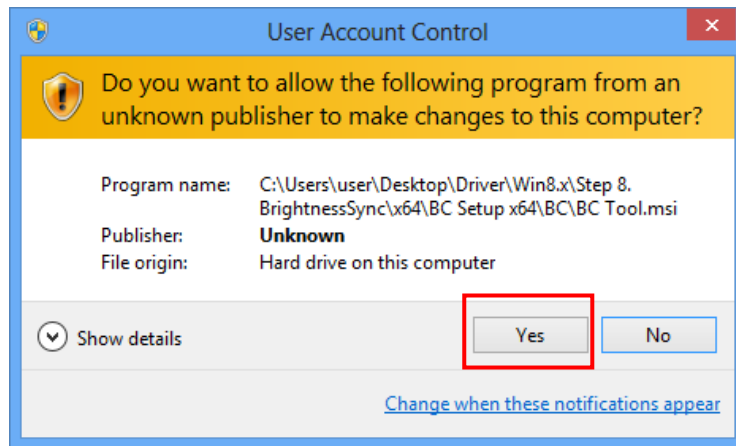 User Account Control
Do you want to allow the following program from an
unknown publisher to make changes to this computer?
Program name: C:\Users\user\Desktop\Driver\Win8.x\Step 8.
BrightnessSync\x64\BC Setup x64\BC\BC Tool.msi
Publisher: Unknown
File origin: Hard drive on this computer
Show details Yes No
Change when these notifications appear